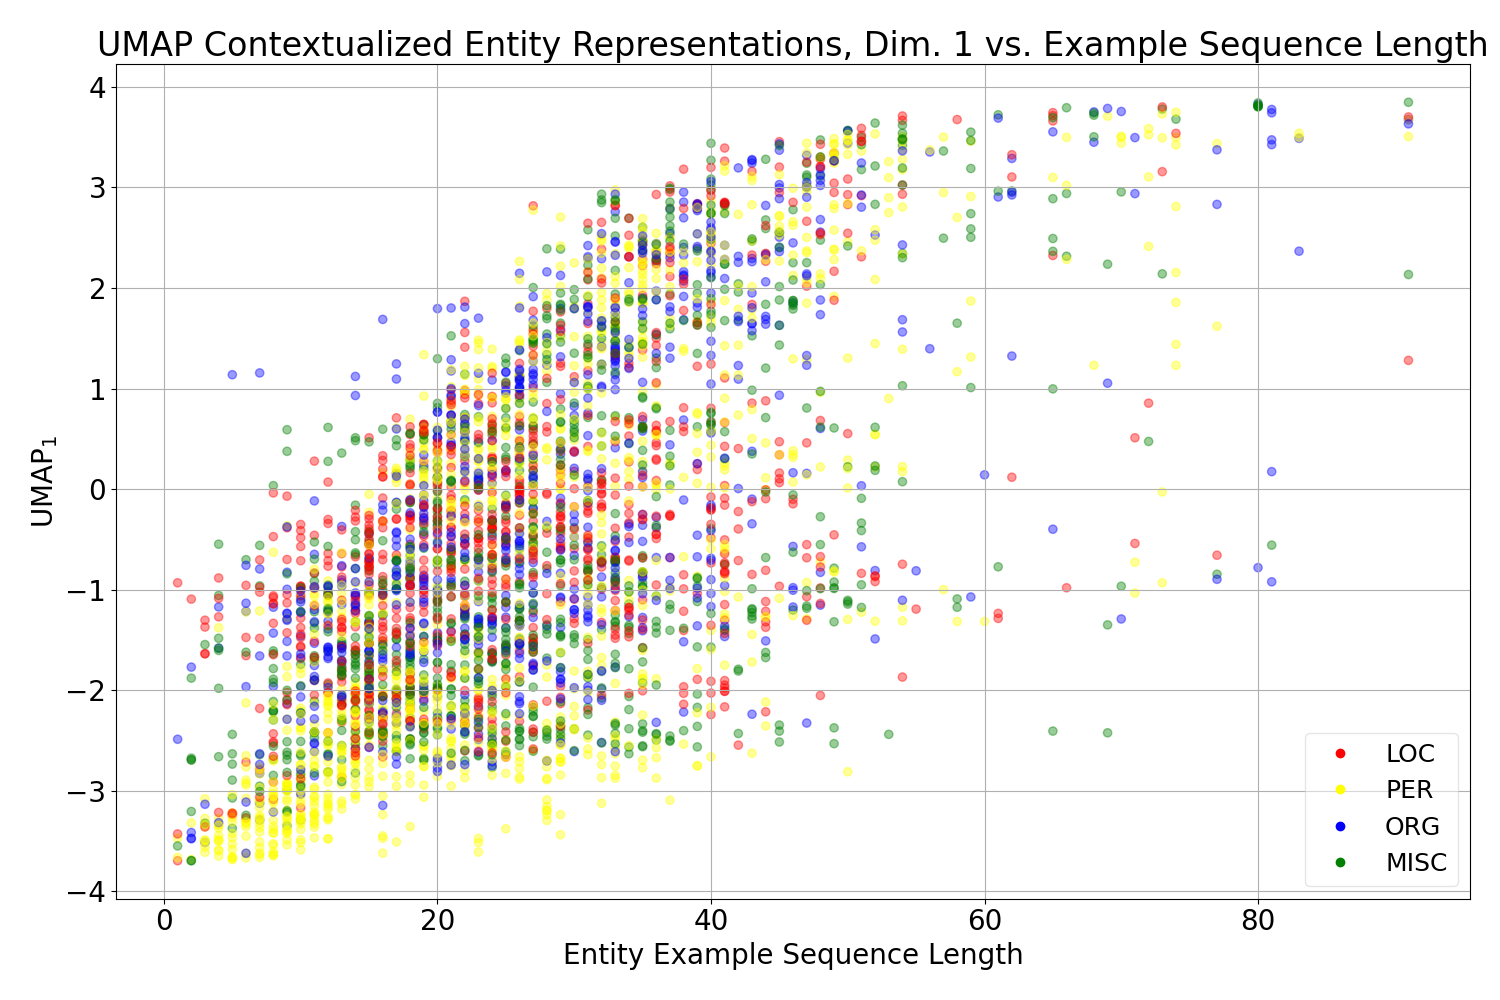 UMAP Contextualized Entity Representations, Dim. 1 vs. Example Sequence Length
4
3
2
1
0
−1
−2
−3
−4
UMAP₁
0 20 40 60 80
Entity Example Sequence Length
LOC
PER
ORG
MISC